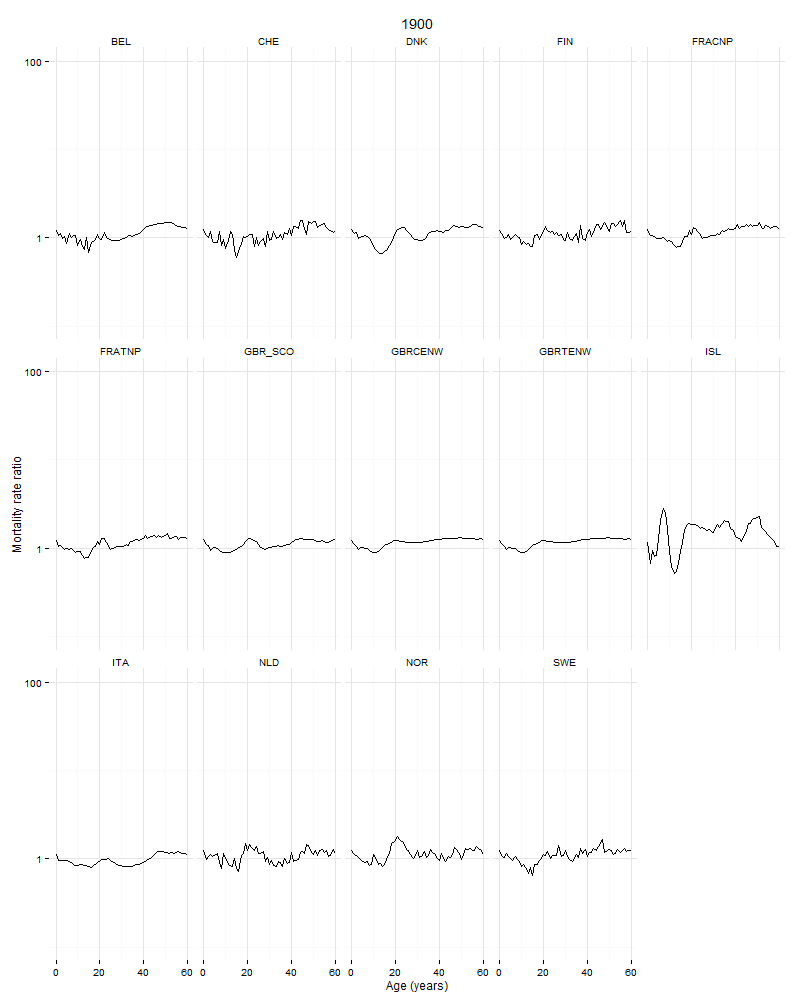 1900
BEL CHE DNK FIN FRACNP
100
1
FRATNP GBR_SCO GBRCENW GBRTENW ISL
100
1
Mortality rate ratio
ITA NLD NOR SWE
100
1
0 20 40 60 0 20 40 60 0 20 40 60 0 20 40 60
Age (years)